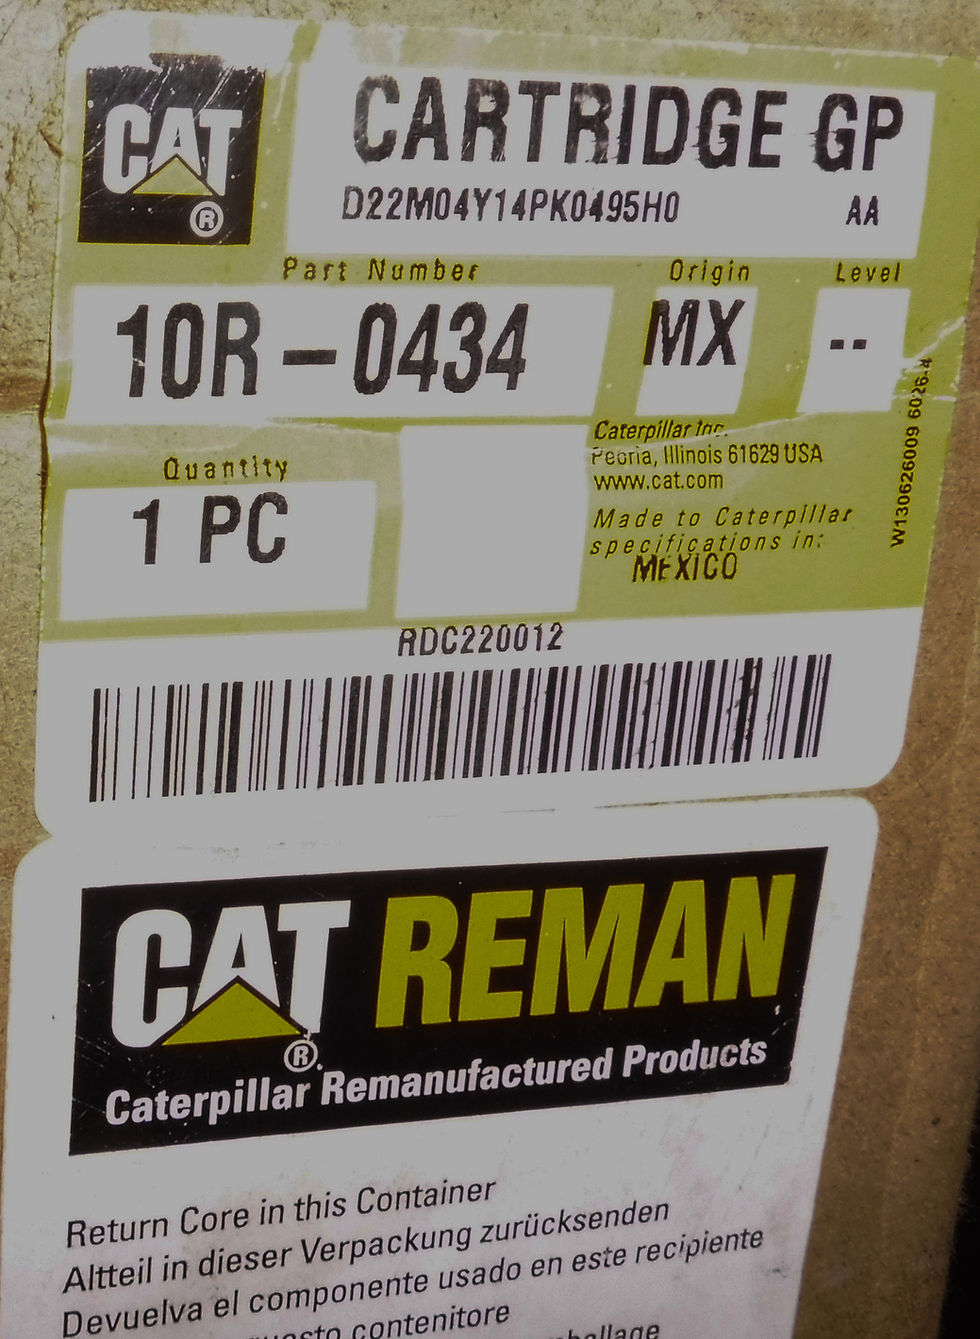 CAT
®
CARTRIDGE GP
D22M04Y14PK0495H0 AA
Part Number Origin Level
10R-0434 MX --
Quantity
1 PC
Caterpillar Inc.
Peoria, Illinois 61629 USA
www.cat.com
Made to Caterpillar
specifications in:
MEXICO
W130626009 6026-#
RDC220012
CAT REMAN
®
Caterpillar Remanufactured Products
Return Core in this Container
Altteil in dieser Verpackung zurücksenden
Devuelva el componente usado en este recipiente
contenitore